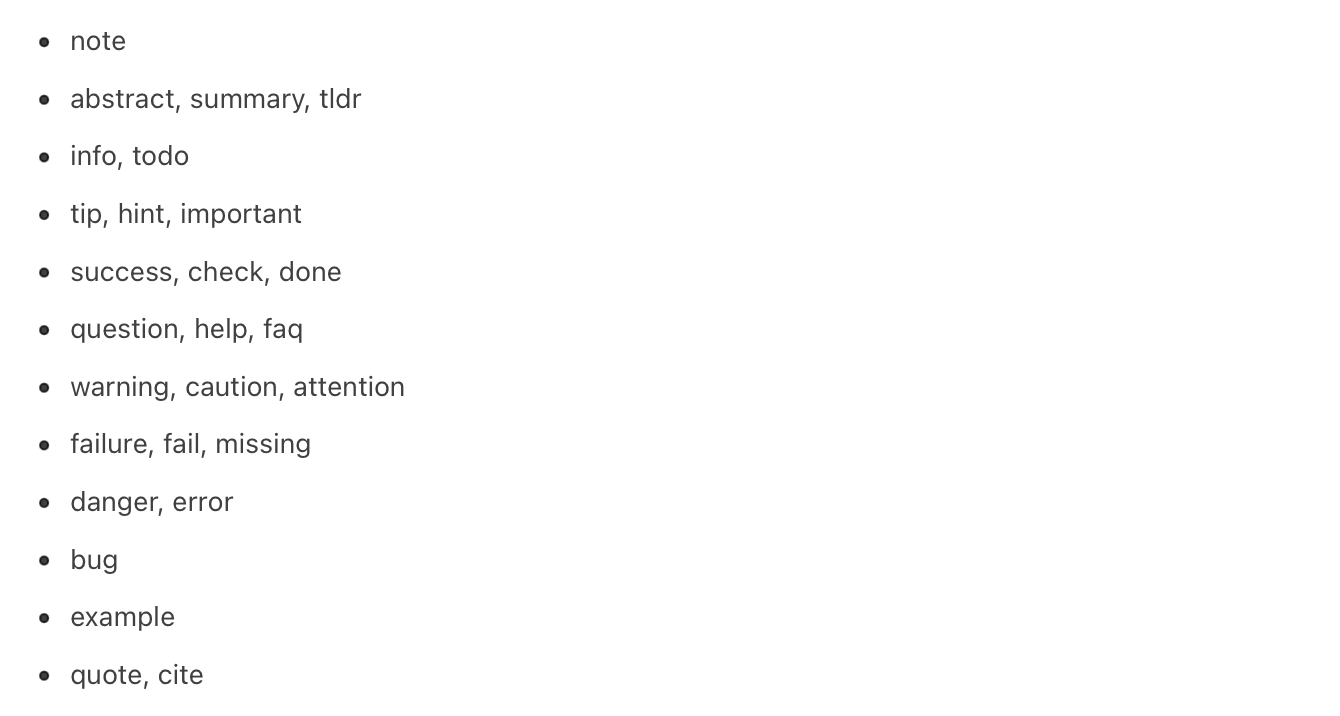 note
abstract, summary, tldr
info, todo
tip, hint, important
success, check, done
question, help, faq
warning, caution, attention
failure, fail, missing
danger, error
bug
example
quote, cite